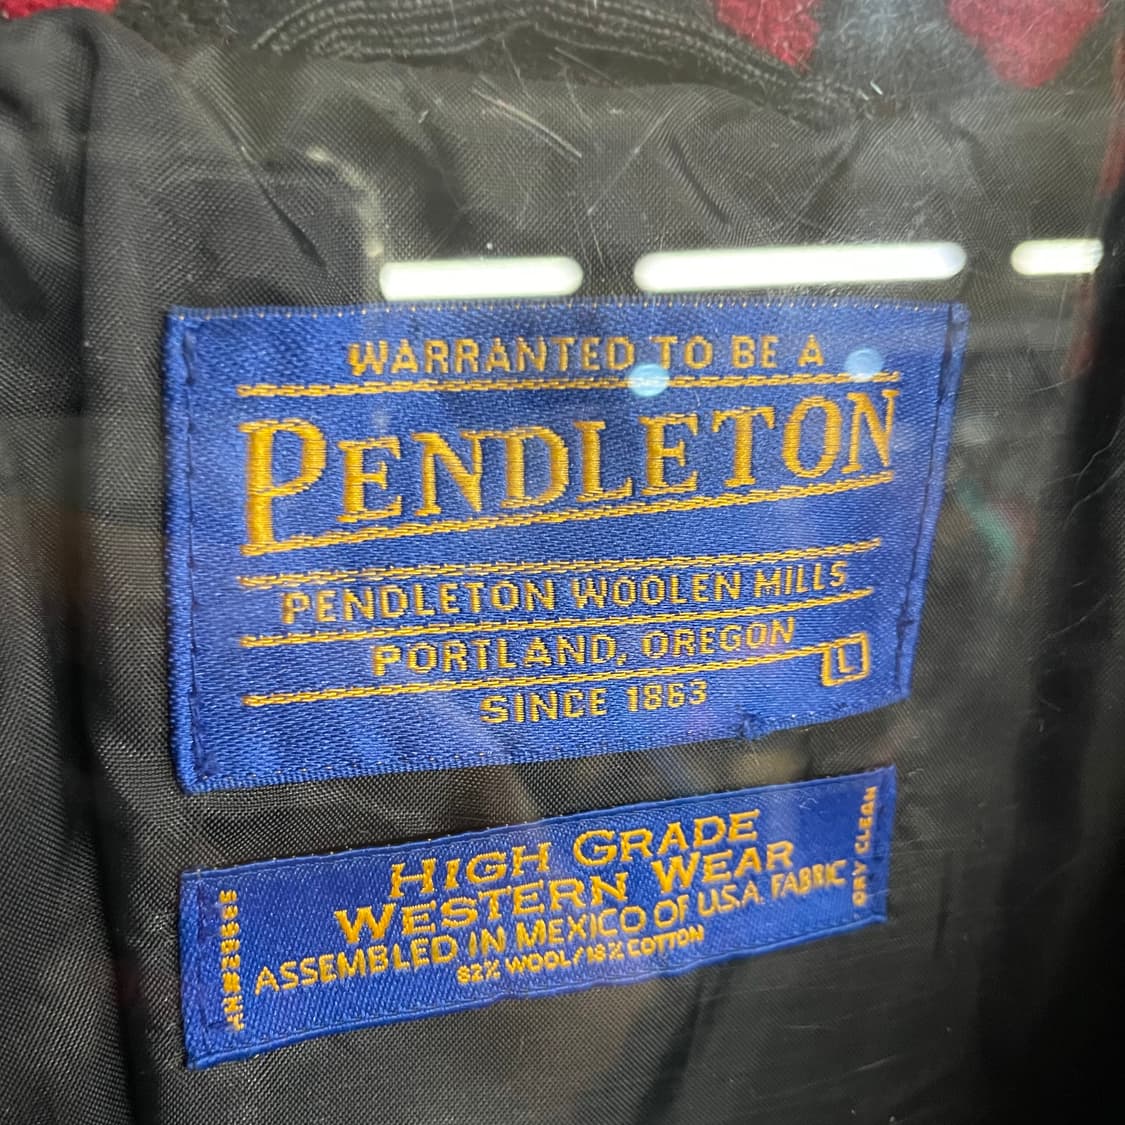 WARRANTED TO BE A
PENDLETON
PENDLETON WOOLEN MILLS
PORTLAND, OREGON
L
SINCE 1863
HIGH GRADE
WESTERN WEAR
ASSEMBLED IN MEXICO OF U.S.A. FABRIC
82% WOOL/18% COTTON
DRY CLEAN